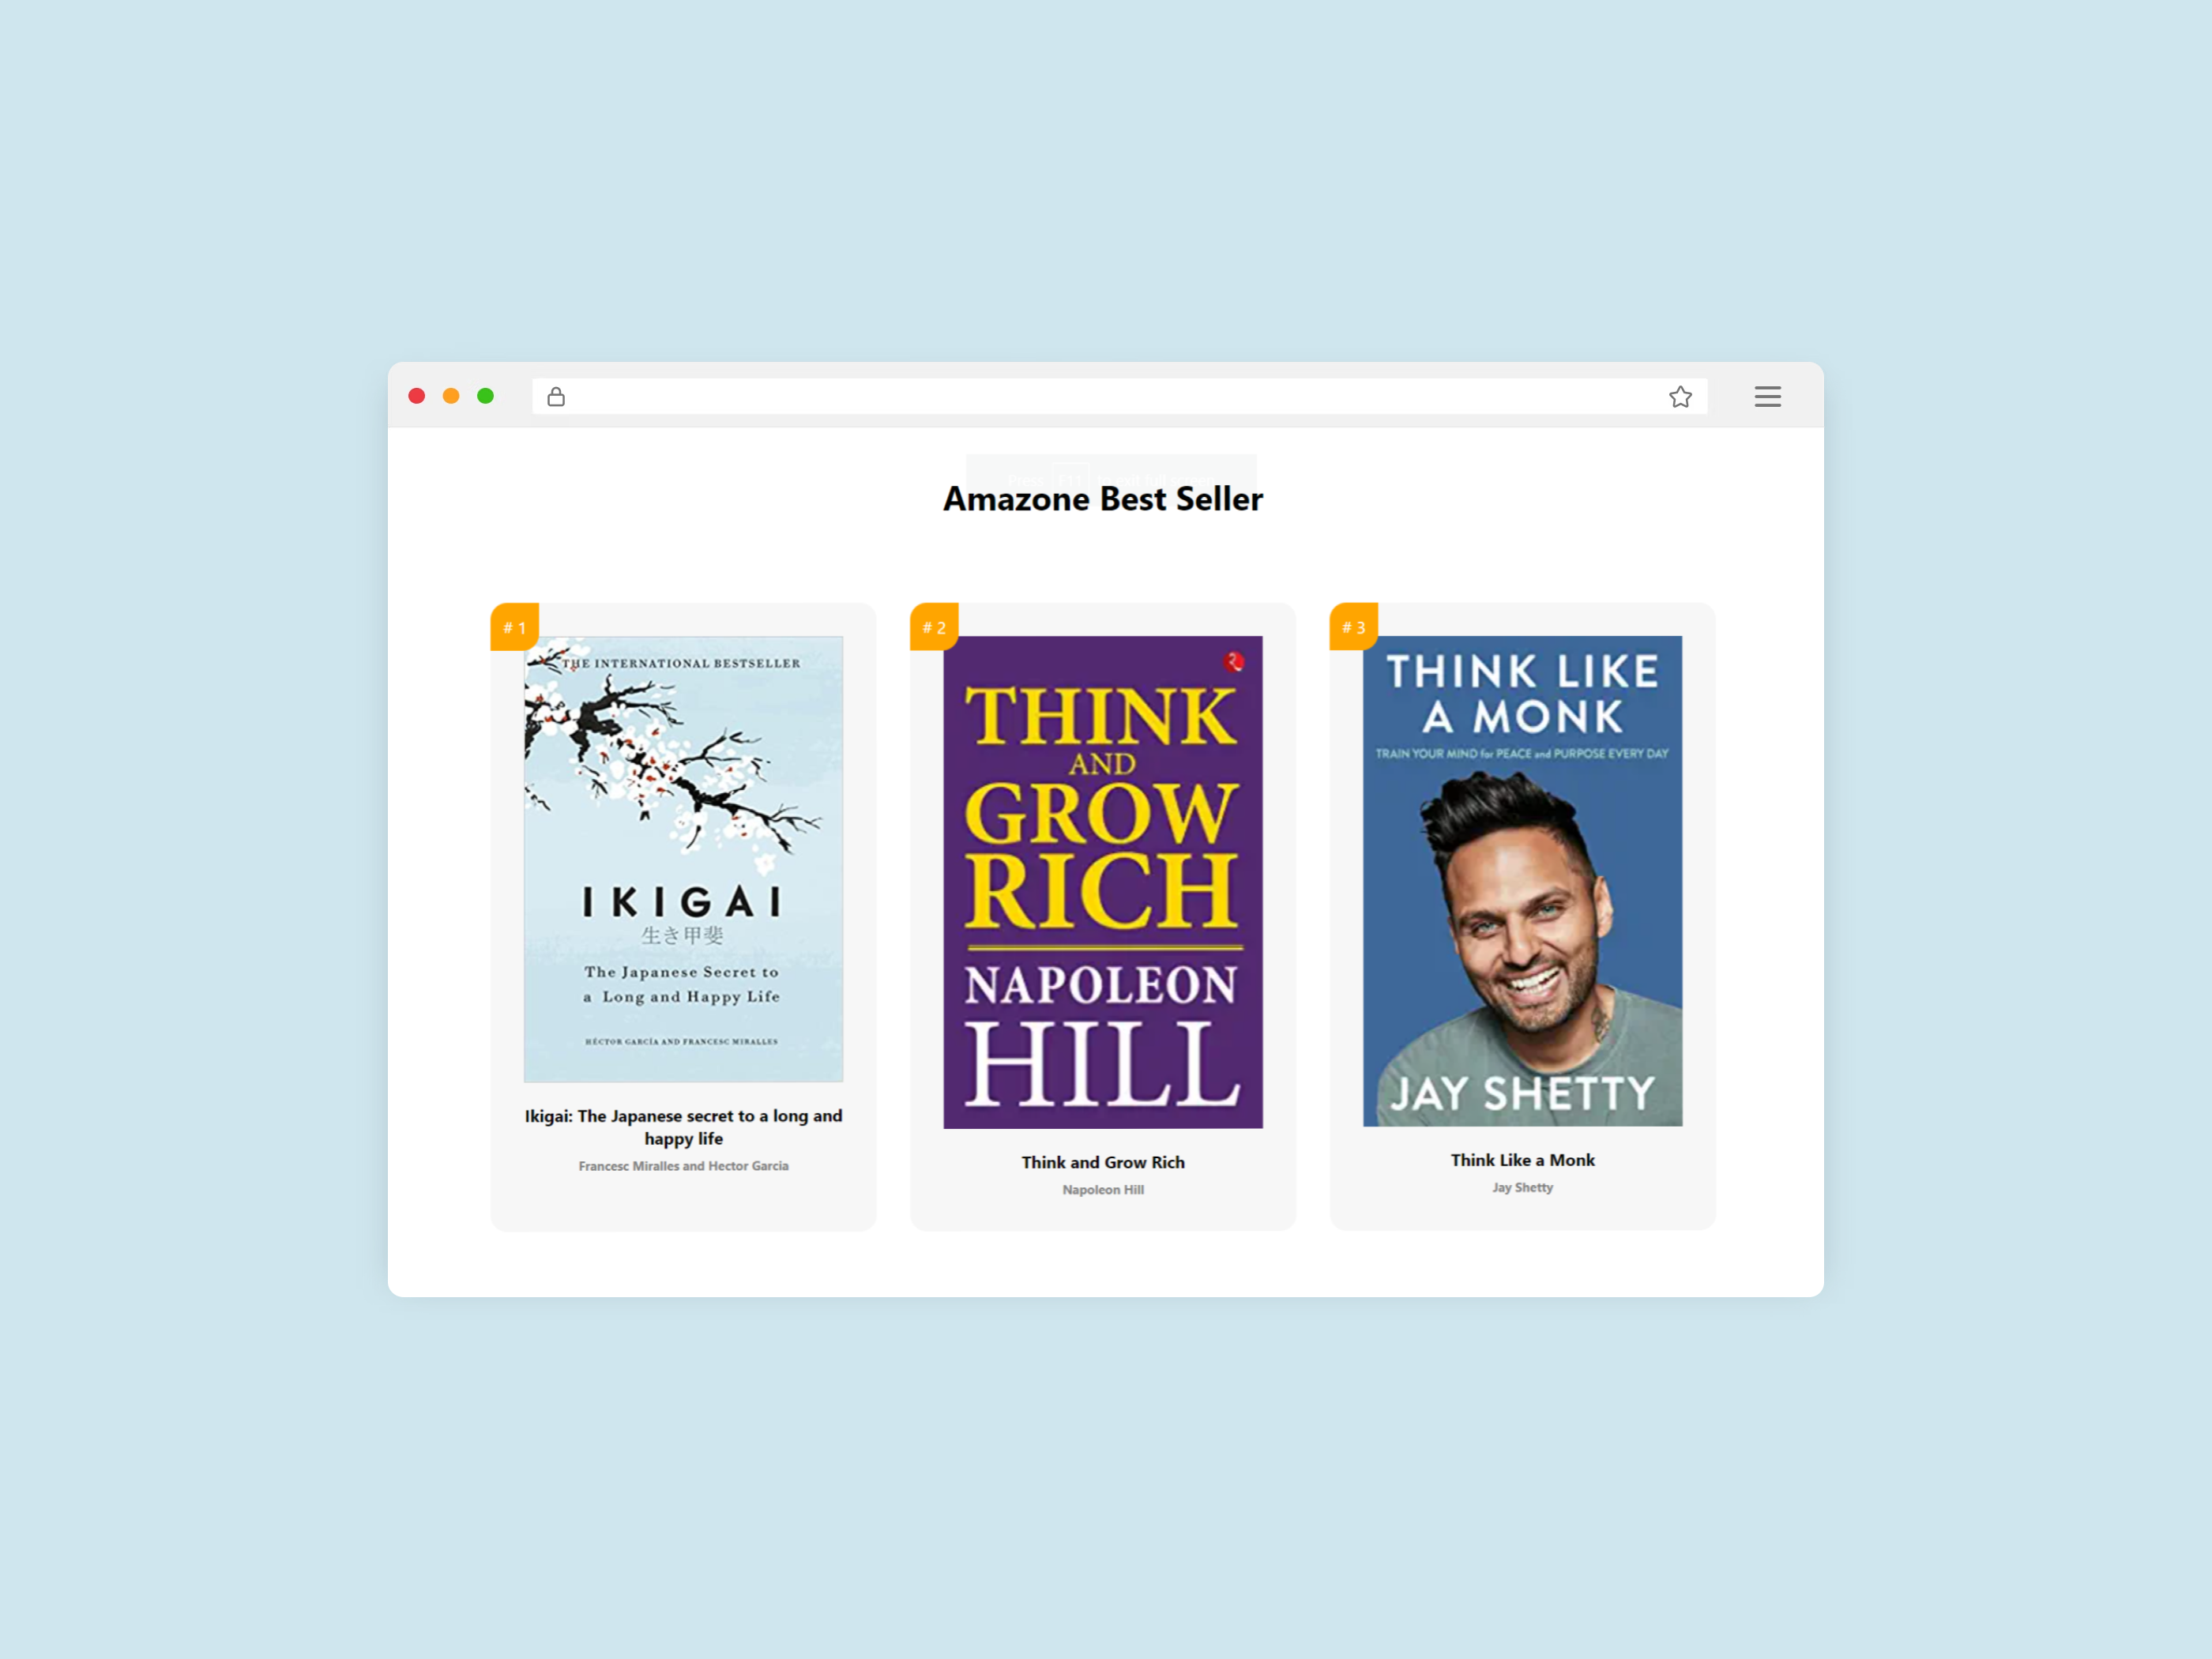 Amazone Best Seller
# 1
THE INTERNATIONAL BESTSELLER
IKIGAI
生き甲斐
The Japanese Secret to
a Long and Happy Life
HÉCTOR GARCÍA AND FRANCESC MIRALLES
Ikigai: The Japanese secret to a long and
happy life
Francesc Miralles and Hector Garcia
# 2
THINK
AND
GROW
RICH
NAPOLEON
HILL
Think and Grow Rich
Napoleon Hill
# 3
THINK LIKE
A MONK
TRAIN YOUR MIND for PEACE and PURPOSE EVERY DAY
JAY SHETTY
Think Like a Monk
Jay Shetty